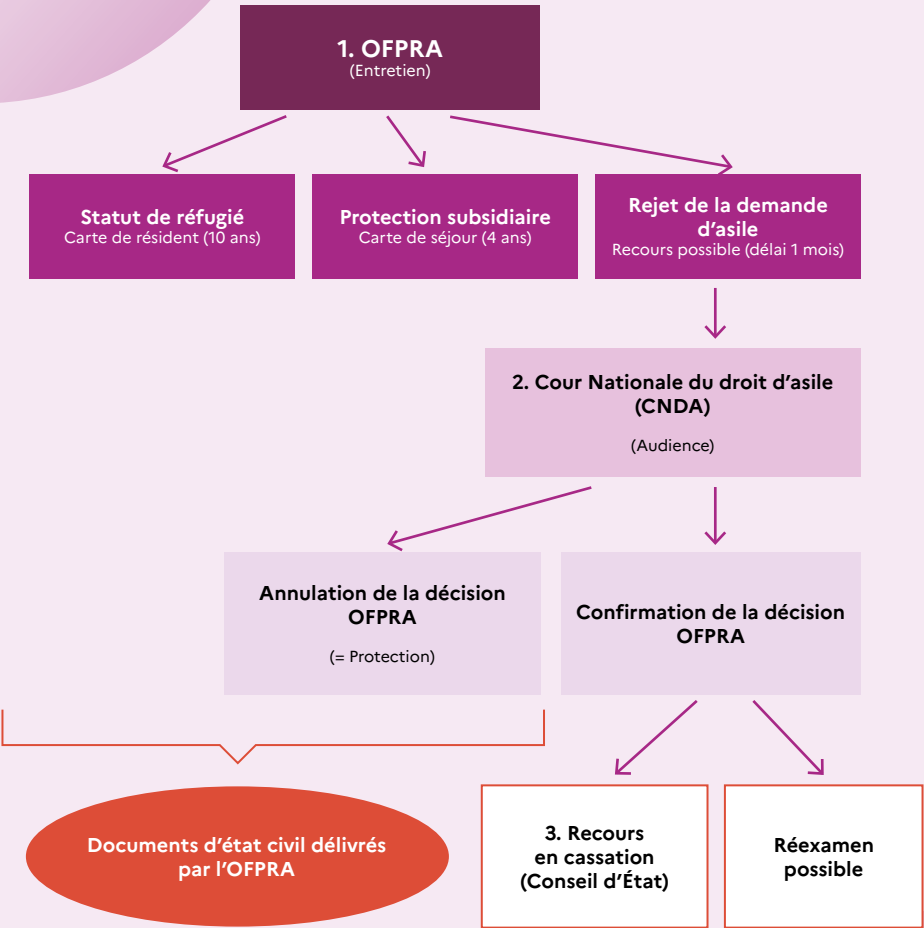 1. OFPRA
(Entretien)
Statut de réfugié
Carte de résident (10 ans)
Protection subsidiaire
Carte de séjour (4 ans)
Rejet de la demande
d'asile
Recours possible (délai 1 mois)
2. Cour Nationale du droit d'asile
(CNDA)
(Audience)
Annulation de la décision
OFPRA
(= Protection)
Confirmation de la décision
OFPRA
Documents d'état civil délivrés
par l'OFPRA
3. Recours
en cassation
(Conseil d'État)
Réexamen
possible